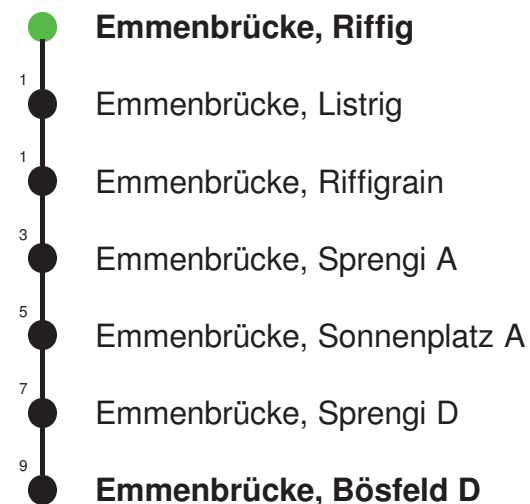 Emmenbrücke, Riffig
1
Emmenbrücke, Listrig
1
Emmenbrücke, Riffigrain
3
Emmenbrücke, Sprengi A
5
Emmenbrücke, Sonnenplatz A
7
Emmenbrücke, Sprengi D
9
Emmenbrücke, Bösfeld D